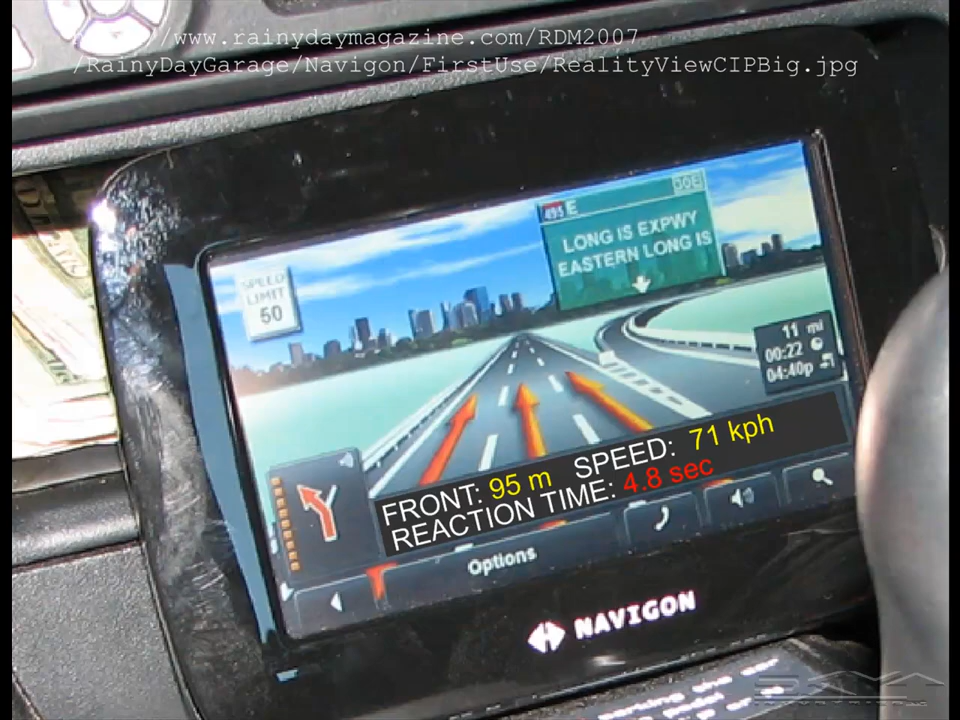 /www.rainydaymagazine.com/RDM2007
/RainyDayGarage/Navigon/FirstUse/RealityViewCIPBig.jpg
495 E
LONG IS EXPWY
EASTERN LONG IS
SPEED
LIMIT
50
11 mi
00:22
04:40p
FRONT: 95 m SPEED: 71 kph
REACTION TIME: 4.8 sec
Options
NAVIGON